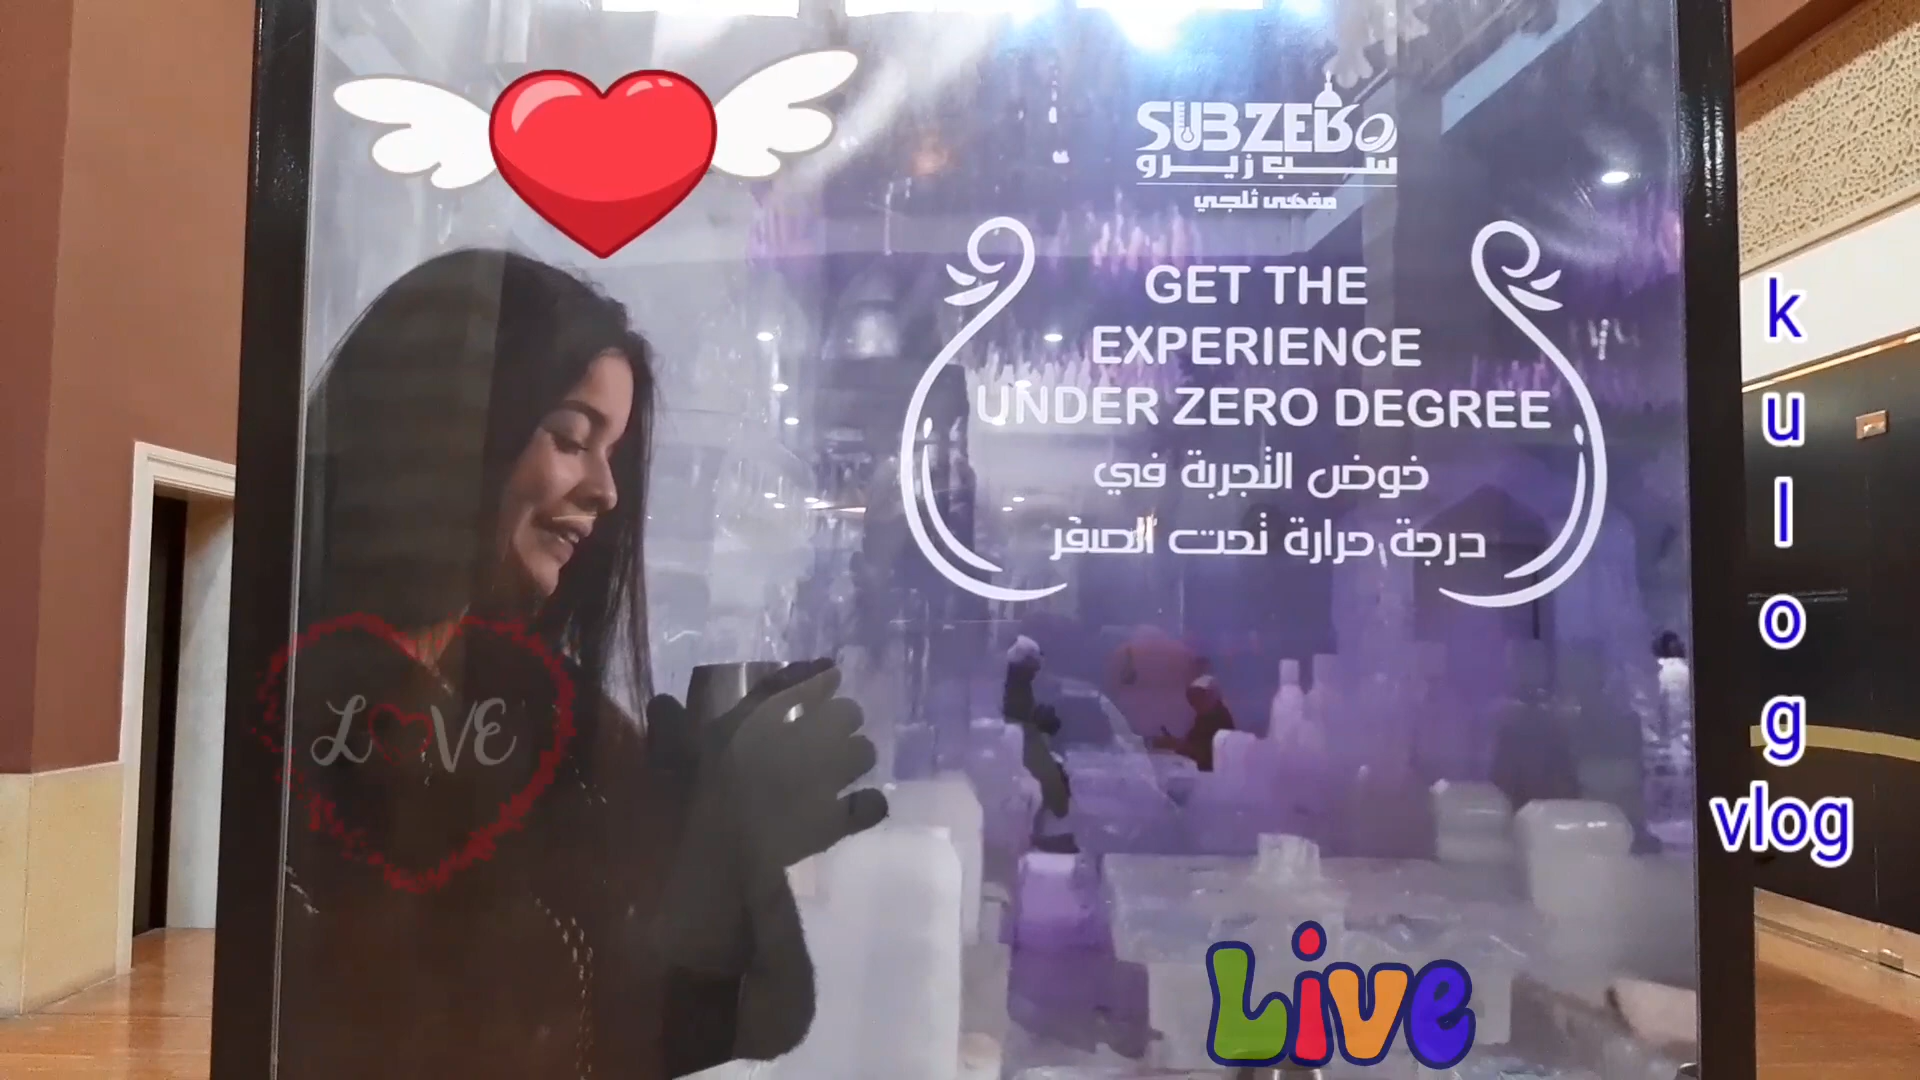 SUBZERO
سب زيرو
مقهى ثلجي
GET THE
EXPERIENCE
UNDER ZERO DEGREE
خوض التجربة في
درجة حرارة تحت الصفر
LOVE
kulog
vlog
Live